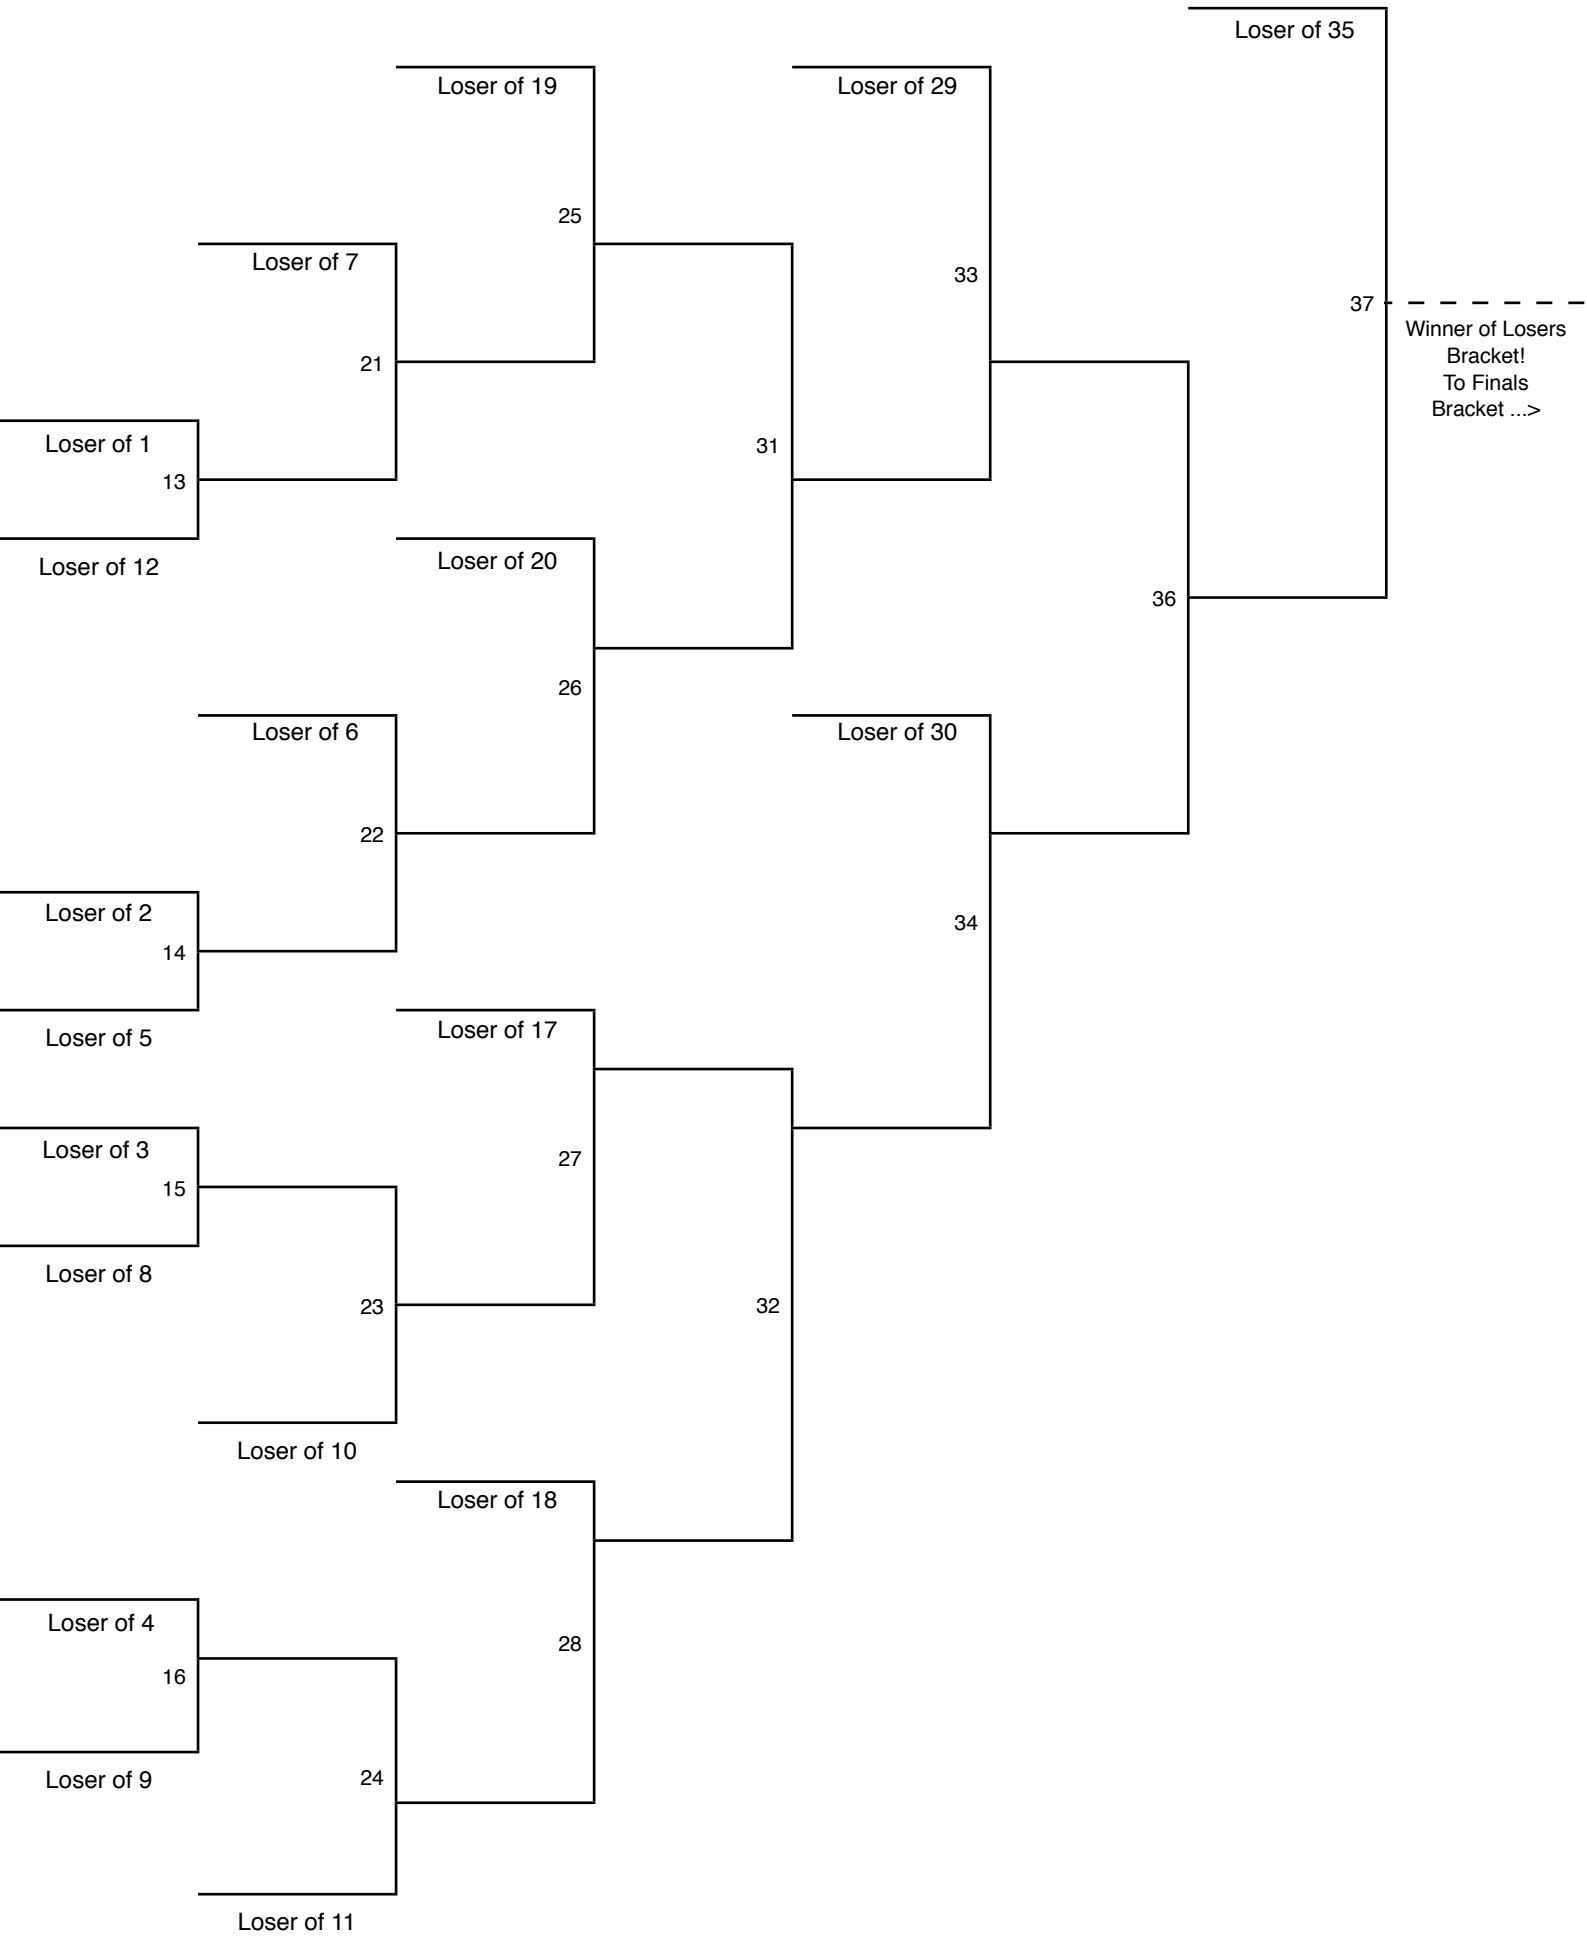 Loser of 35
Loser of 19
Loser of 29
25
Loser of 7
33
37
Winner of Losers
Bracket!
To Finals
Bracket ...>
21
Loser of 1
31
13
Loser of 20
Loser of 12
36
26
Loser of 6
Loser of 30
22
Loser of 2
34
14
Loser of 17
Loser of 5
Loser of 3
27
15
Loser of 8
23
32
Loser of 10
Loser of 18
Loser of 4
28
16
Loser of 9
24
Loser of 11